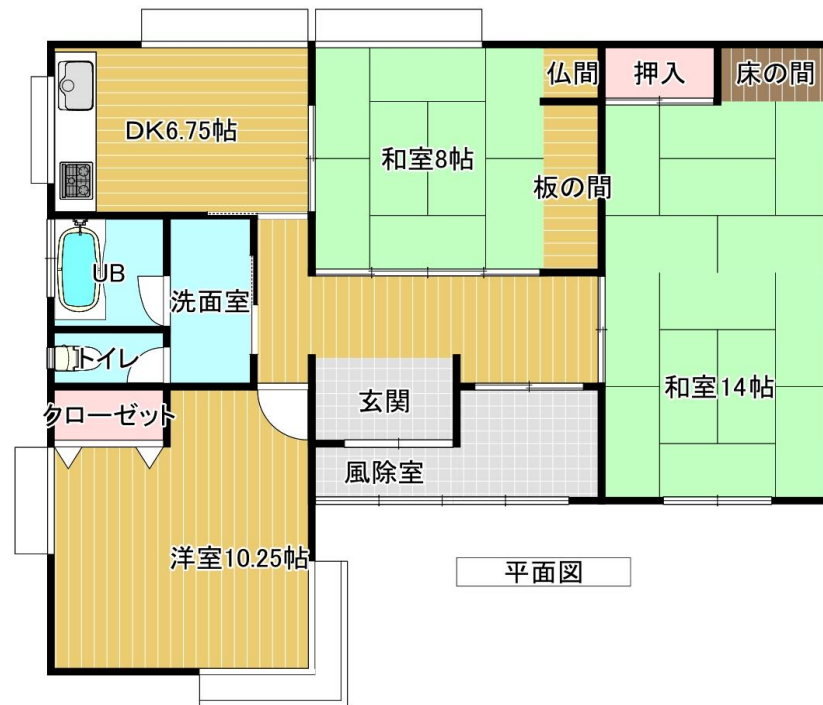 仏間
押入
床の間
DK6.75帖
和室8帖
板の間
UB
洗面室
トイレ
和室14帖
クローゼット
玄関
風除室
洋室10.25帖
平面図